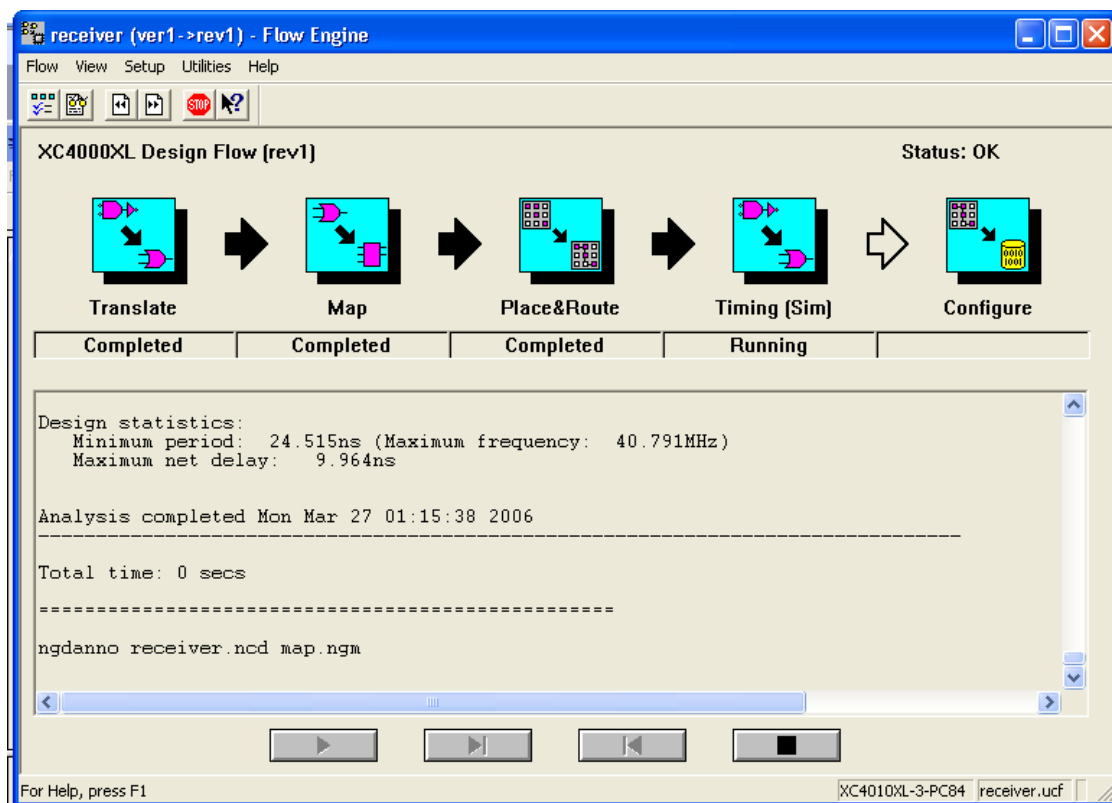 receiver (ver1->rev1) - Flow Engine
Flow View Setup Utilities Help
STOP
XC4000XL Design Flow (rev1) Status: OK
0010
1001
Translate Map Place&Route Timing (Sim) Configure
Completed Completed Completed Running
Design statistics:
Minimum period: 24.515ns (Maximum frequency: 40.791MHz)
Maximum net delay: 9.964ns
Analysis completed Mon Mar 27 01:15:38 2006
--------------------------------------------------------------------------------
Total time: 0 secs
==================================================
ngdanno receiver.ncd map.ngm
For Help, press F1 XC4010XL-3-PC84 receiver.ucf